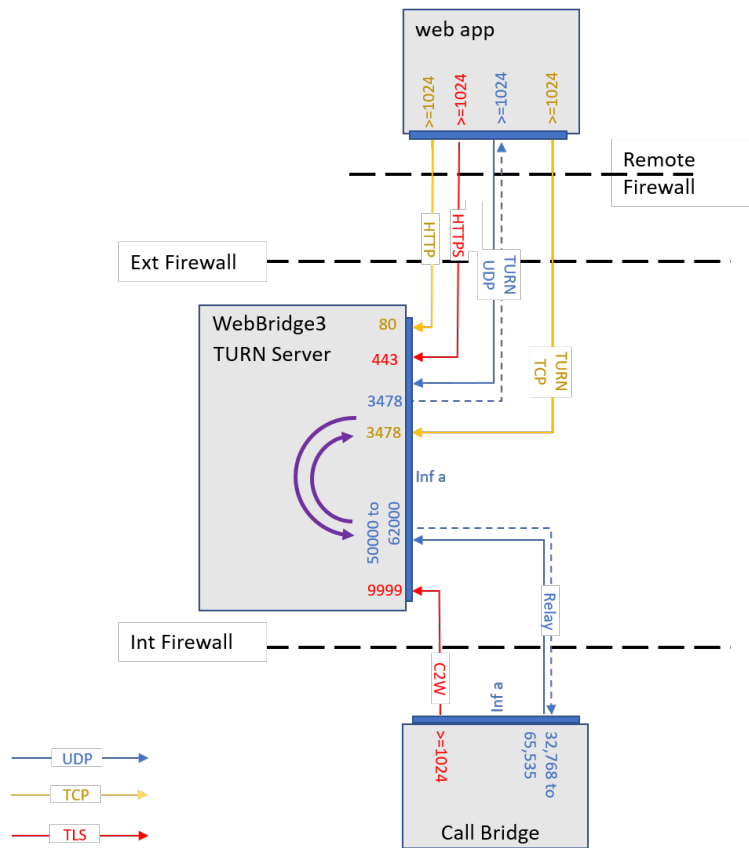 web app
>=1024
>=1024
>=1024
>=1024
Remote
Firewall
HTTP
HTTPS
TURN
UDP
Ext Firewall
WebBridge3
TURN Server
80
443
3478
3478
TURN
TCP
Inf a
50000 to
62000
9999
Relay
Int Firewall
C2W
Inf a
>=1024
32,768 to
65,535
Call Bridge
UDP
TCP
TLS